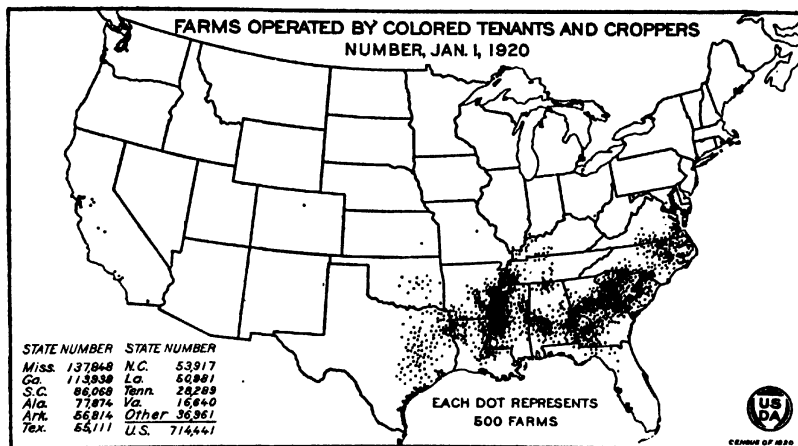 FARMS OPERATED BY COLORED TENANTS AND CROPPERS
NUMBER, JAN. 1, 1920
STATE NUMBER STATE NUMBER
Miss. 137,848 N.C. 53,917
Ga. 113,938 La. 50,981
S.C. 86,068 Tenn. 28,289
Ala. 77,874 Va. 16,640
Ark. 56,814 Other 36,961
Tex. 55,111 U.S. 714,441
EACH DOT REPRESENTS
500 FARMS
US
DA
CENSUS OF 1920